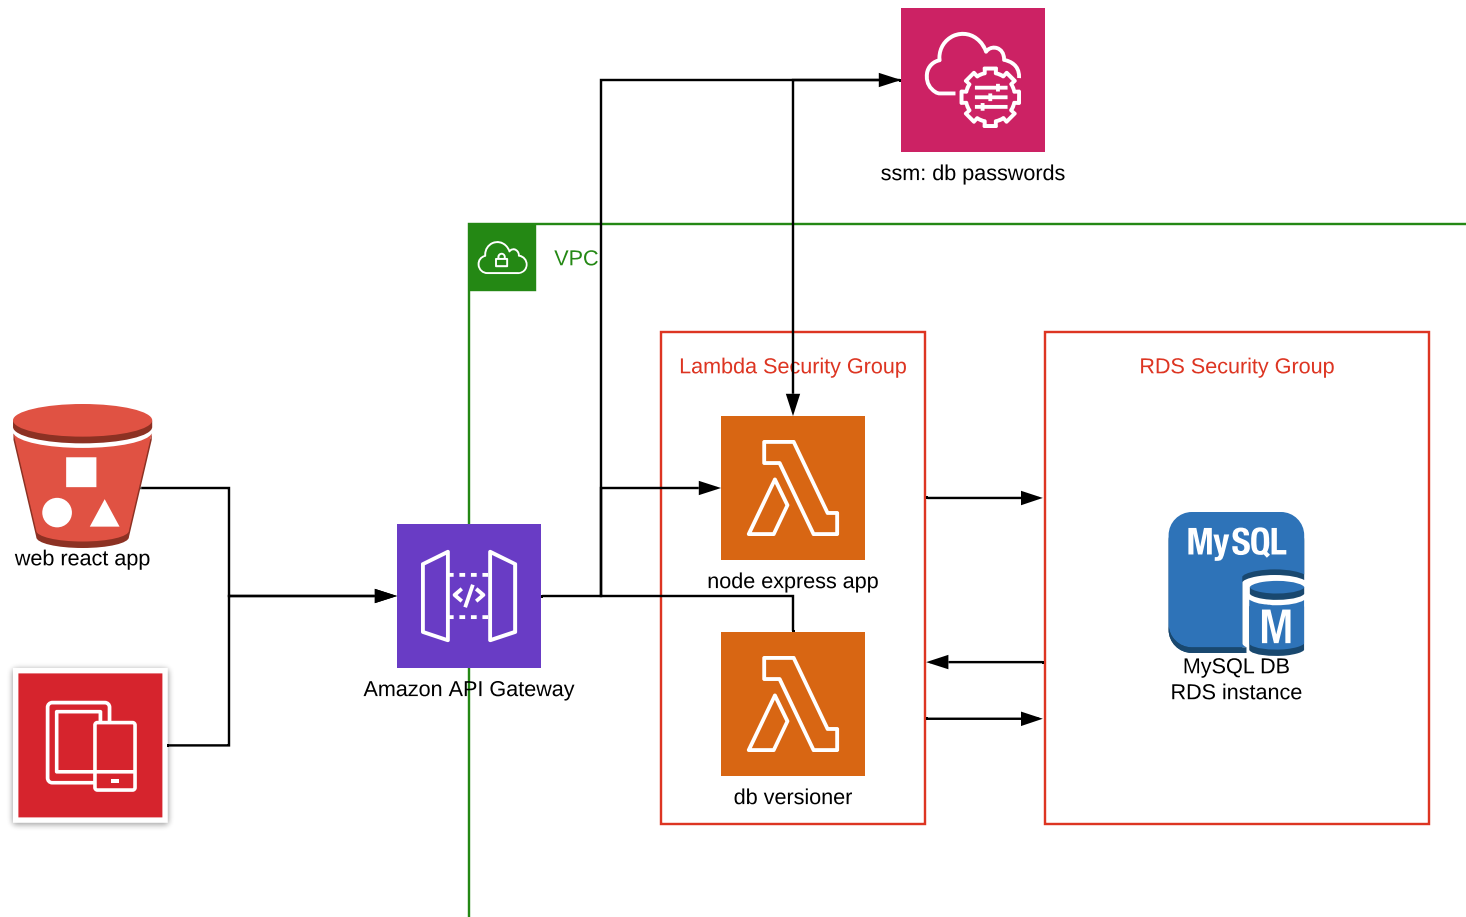 ssm: db passwords
VPC
Lambda Security Group
RDS Security Group
web react app
</>
node express app
MySQL
M
MySQL DB
RDS instance
Amazon API Gateway
db versioner